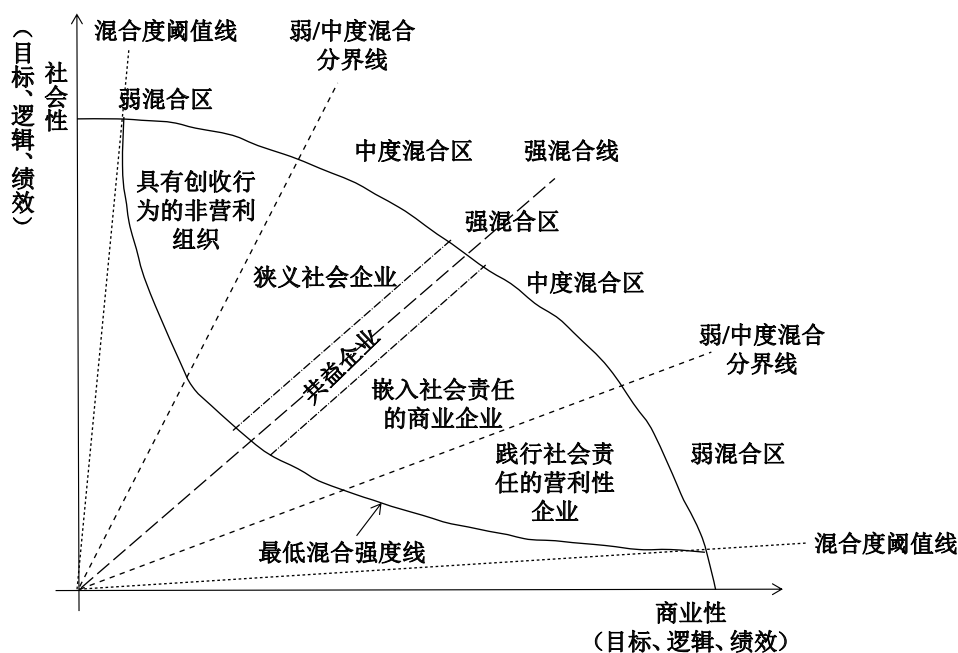 混合度阈值线
弱/中度混合
分界线
社会性
（目标、逻辑、绩效）
弱混合区
中度混合区
强混合线
具有创收行
为的非营利
组织
强混合区
狭义社会企业
中度混合区
共益企业
弱/中度混合
分界线
嵌入社会责任
的商业企业
践行社会责
任的营利性
企业
弱混合区
最低混合强度线
混合度阈值线
商业性
（目标、逻辑、绩效）